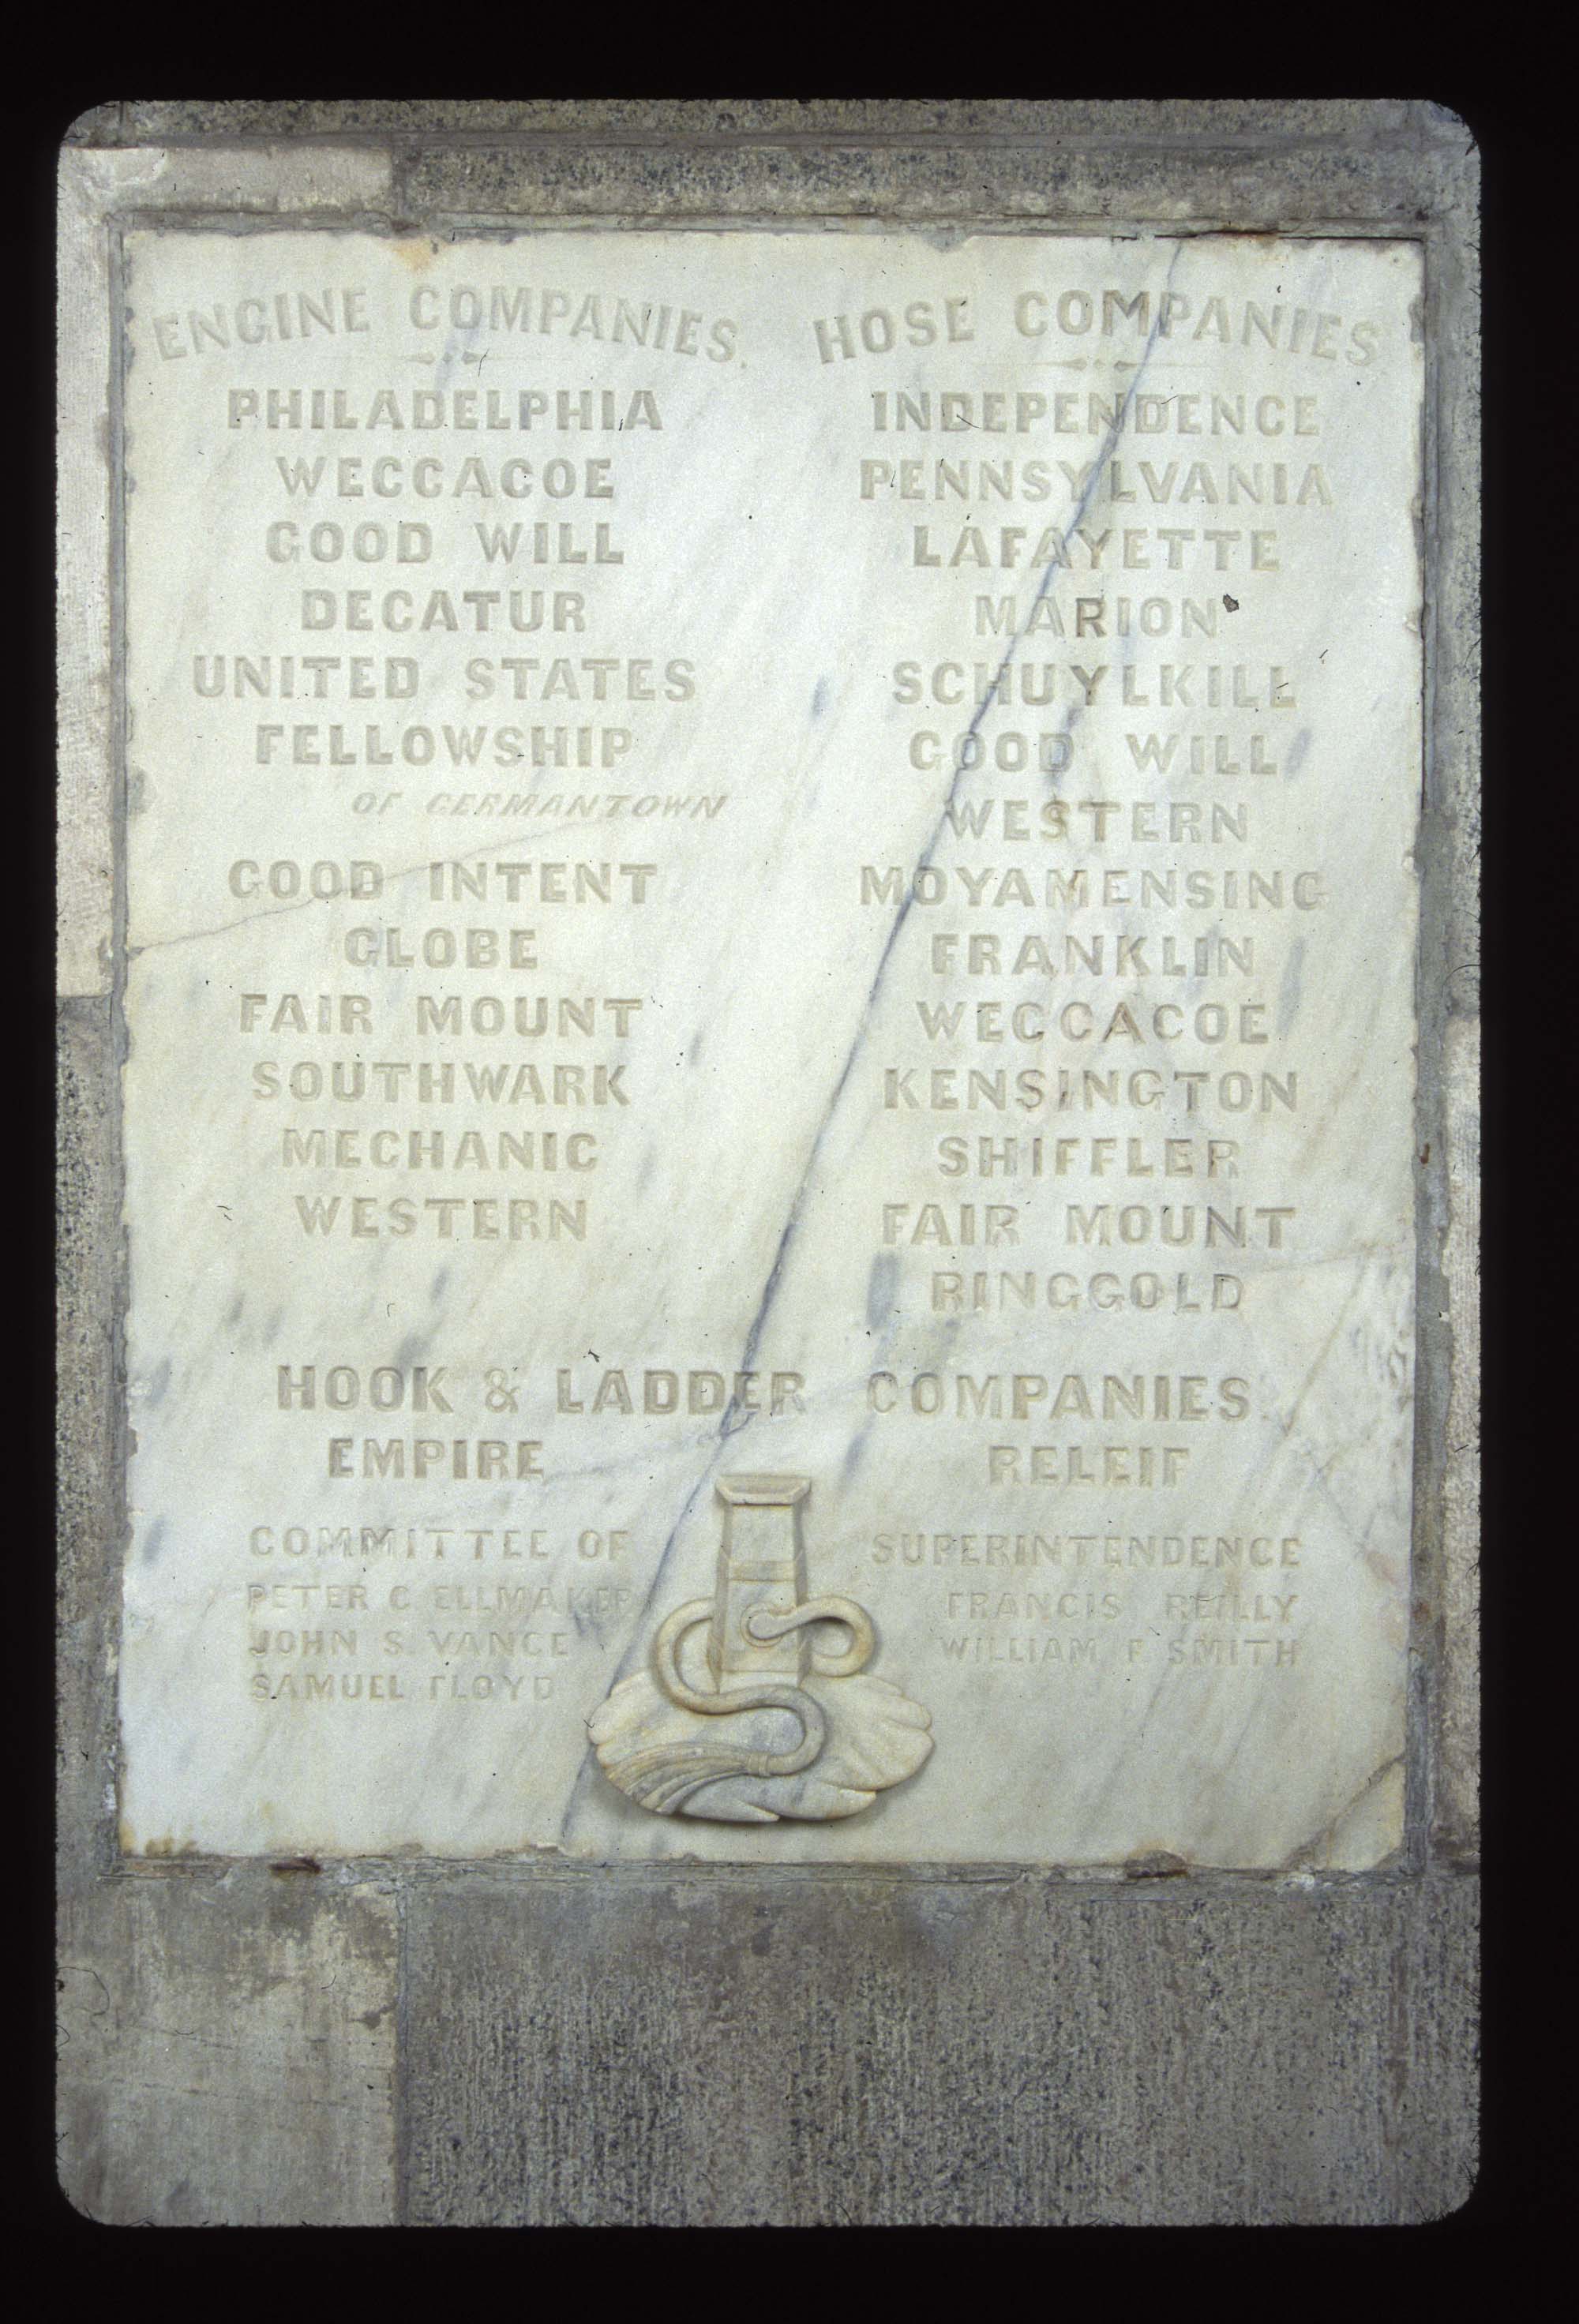 ENGINE COMPANIES.
PHILADELPHIA
WECCACOE
GOOD WILL
DECATUR
UNITED STATES
FELLOWSHIP
OF GERMANTOWN
GOOD INTENT
GLOBE
FAIR MOUNT
SOUTHWARK
MECHANIC
WESTERN
HOSE COMPANIES
INDEPENDENCE
PENNSYLVANIA
LAFAYETTE
MARION
SCHUYLKILL
GOOD WILL
WESTERN
MOYAMENSING
FRANKLIN
WECCACOE
KENSINGTON
SHIFFLER
FAIR MOUNT
RINGGOLD
HOOK & LADDER COMPANIES
EMPIRE RELEIF
COMMITTEE OF SUPERINTENDENCE
PETER C ELLMAKER FRANCIS REILLY
JOHN S. VANCE WILLIAM F. SMITH
SAMUEL FLOYD